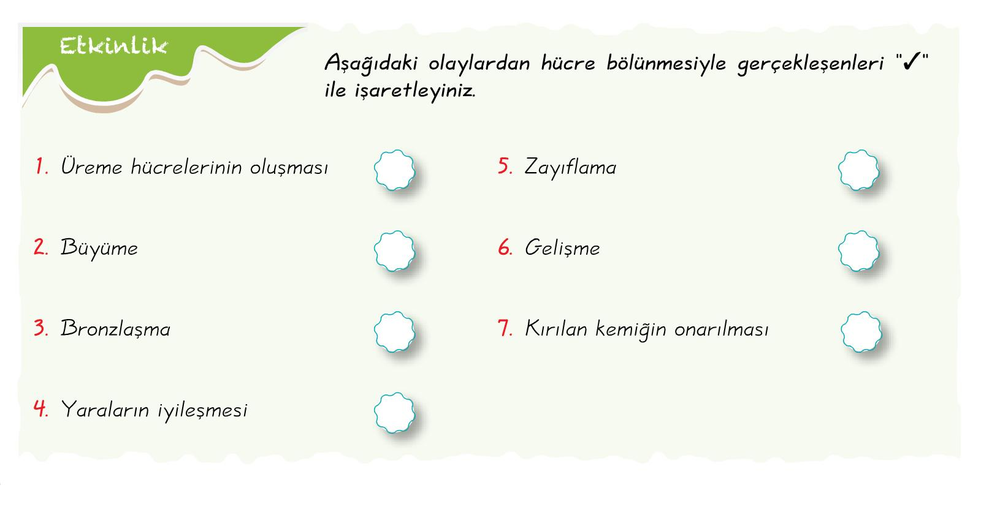 Etkinlik
Aşağıdaki olaylardan hücre bölünmesiyle gerçekleşenleri "✓"
ile işaretleyiniz.
1. Üreme hücrelerinin oluşması
2. Büyüme
3. Bronzlaşma
4. Yaraların iyileşmesi
5. Zayıflama
6. Gelişme
7. Kırılan kemiğin onarılması